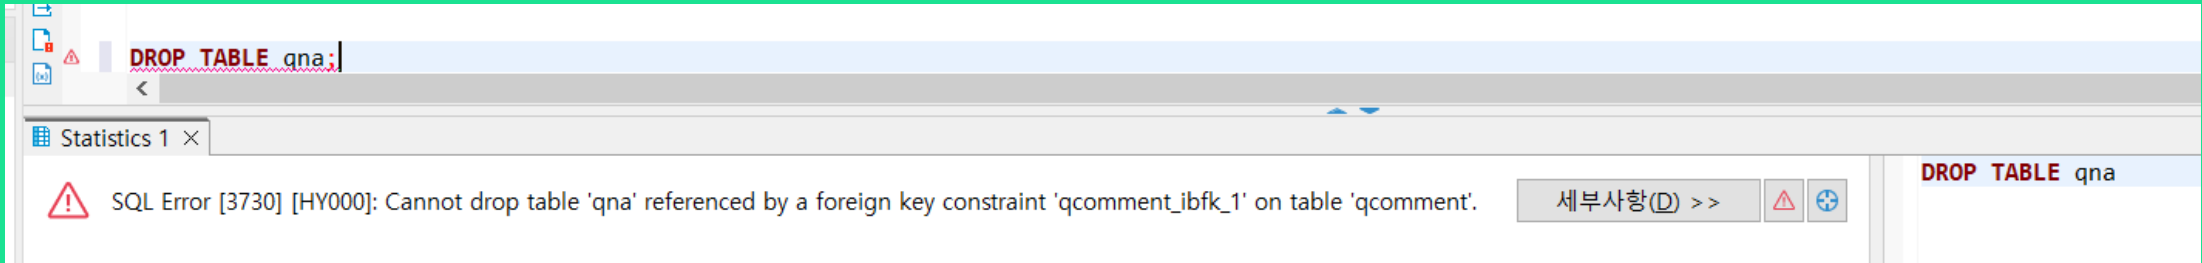 DROP TABLE qna;
Statistics 1
SQL Error [3730] [HY000]: Cannot drop table 'qna' referenced by a foreign key constraint 'qcomment_ibfk_1' on table 'qcomment'.
세부사항(D) >>
DROP TABLE qna